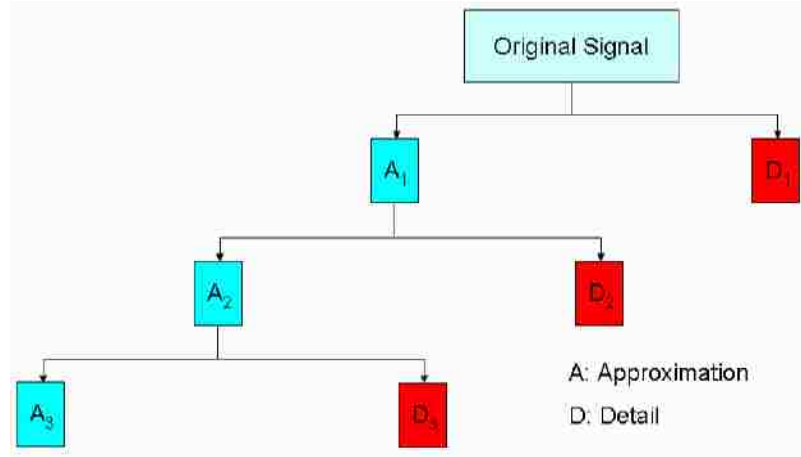 Original Signal
A₁
D₁
A₂
D₂
A₃
D₃
A: Approximation
D: Detail